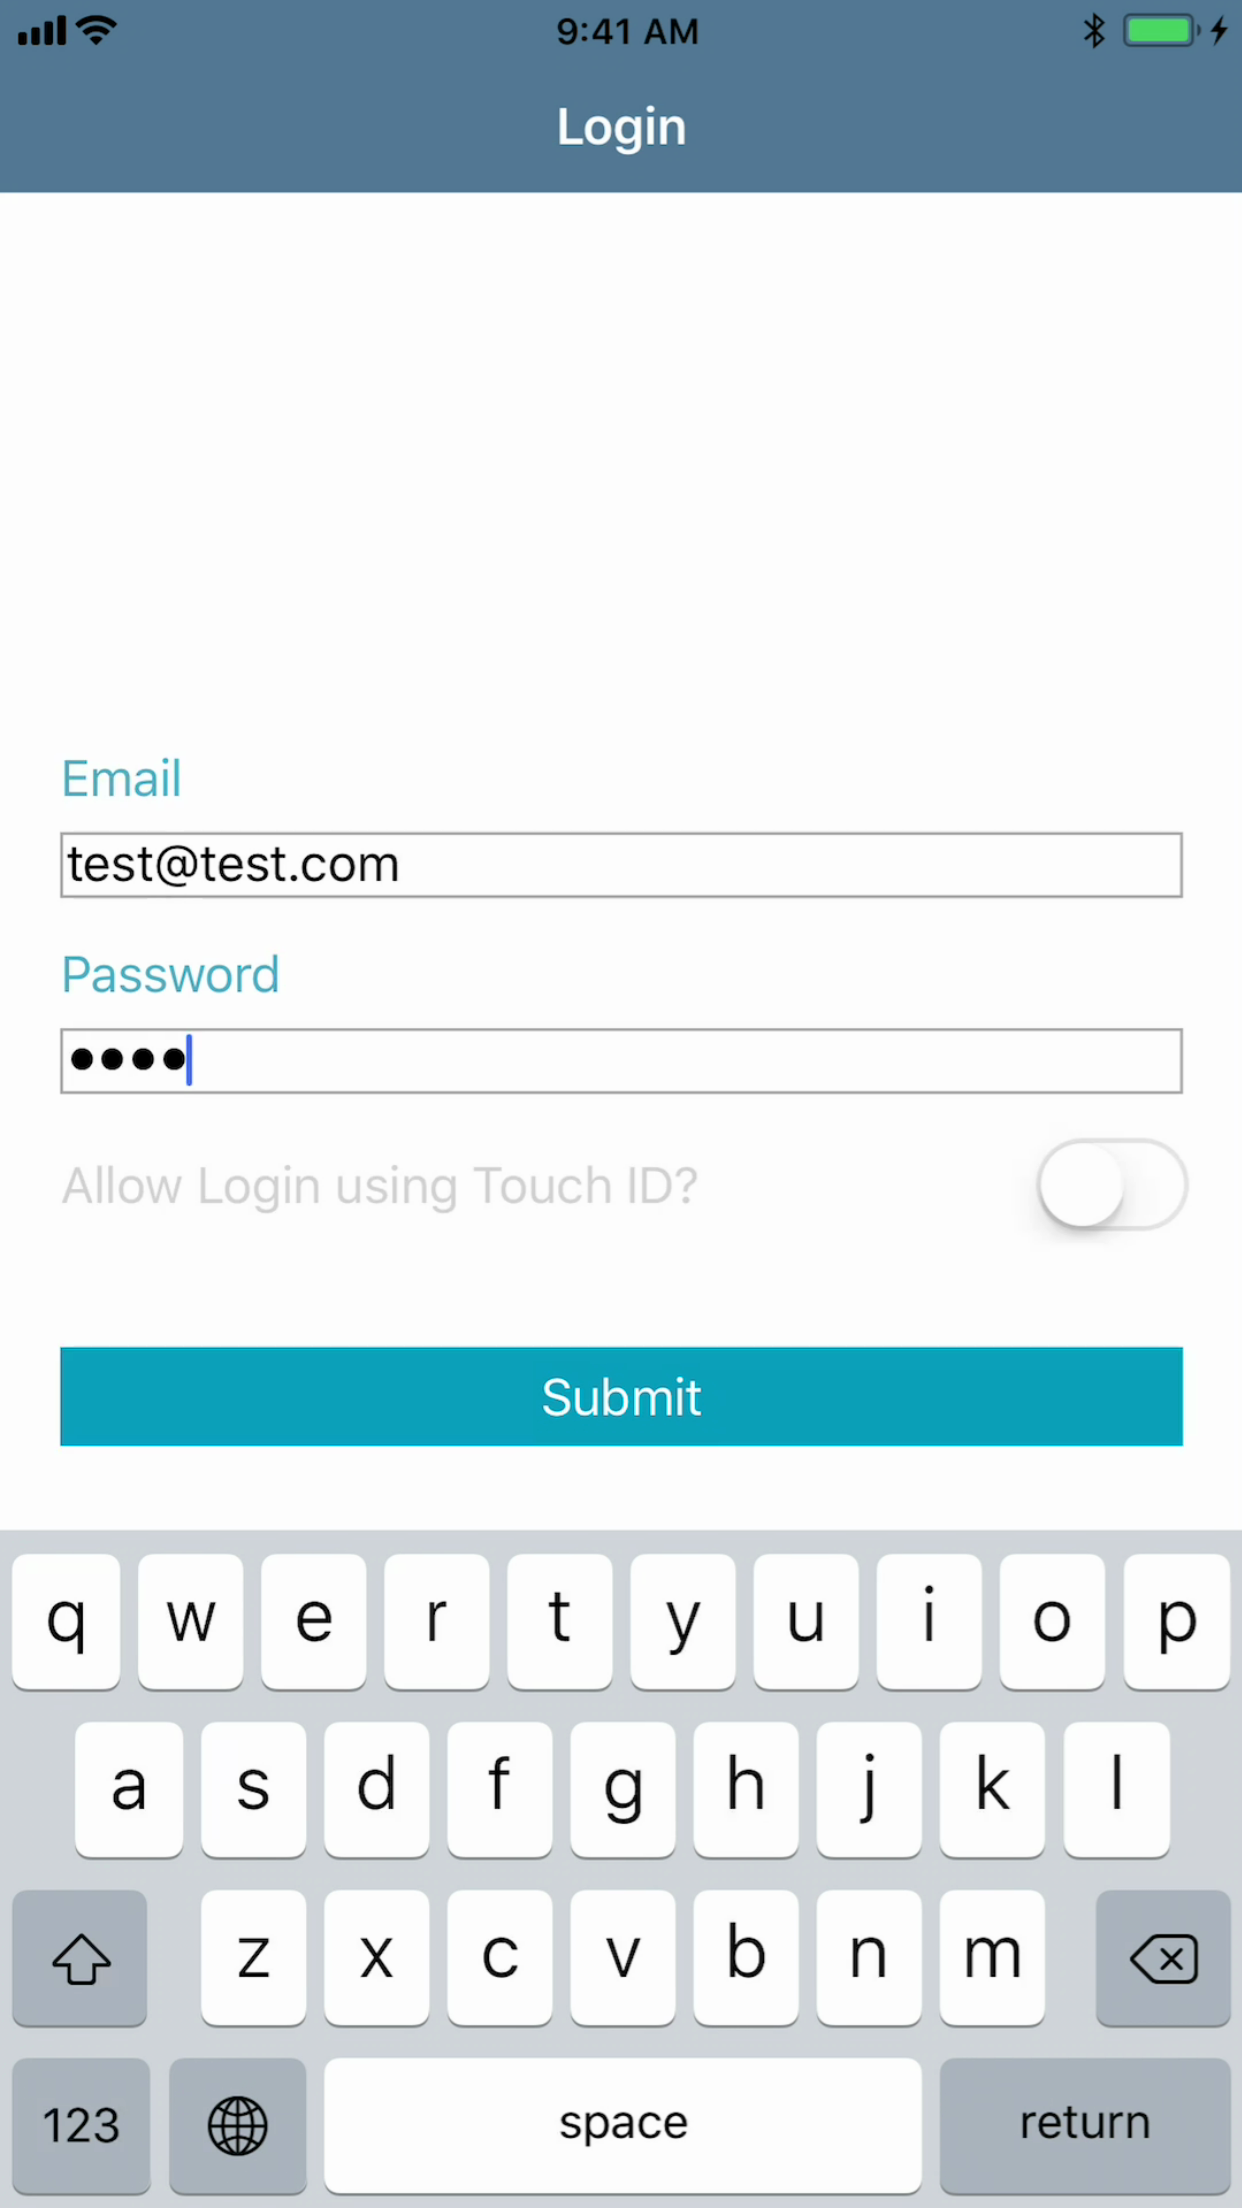 9:41 AM
Login
Email
test@test.com
Password
••••
Allow Login using Touch ID?
Submit
q w e r t y u i o p
a s d f g h j k l
z x c v b n m
123 space return